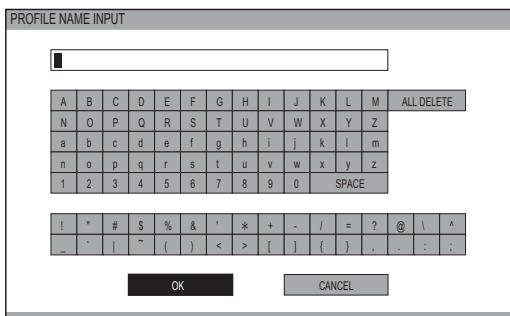 PROFILE NAME INPUT
A B C D E F G H I J K L M ALL DELETE
N O P Q R S T U V W X Y Z
a b c d e f g h i j k l m
n o p q r s t u v w x y z
1 2 3 4 5 6 7 8 9 0 SPACE
! " # $ % & ' * + - / = ? @ \ ^
_ ` | ~ ( ) < > [ ] { } , . : ;
OK CANCEL